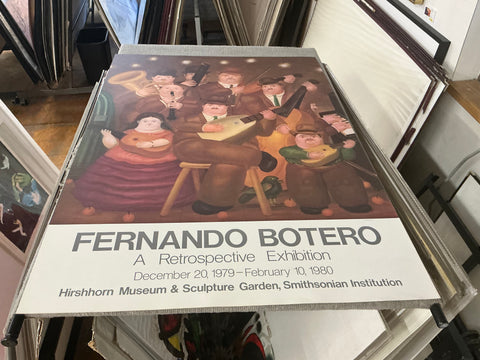 FERNANDO BOTERO
A Retrospective Exhibition
December 20, 1979–February 10, 1980
Hirshhorn Museum & Sculpture Garden, Smithsonian Institution